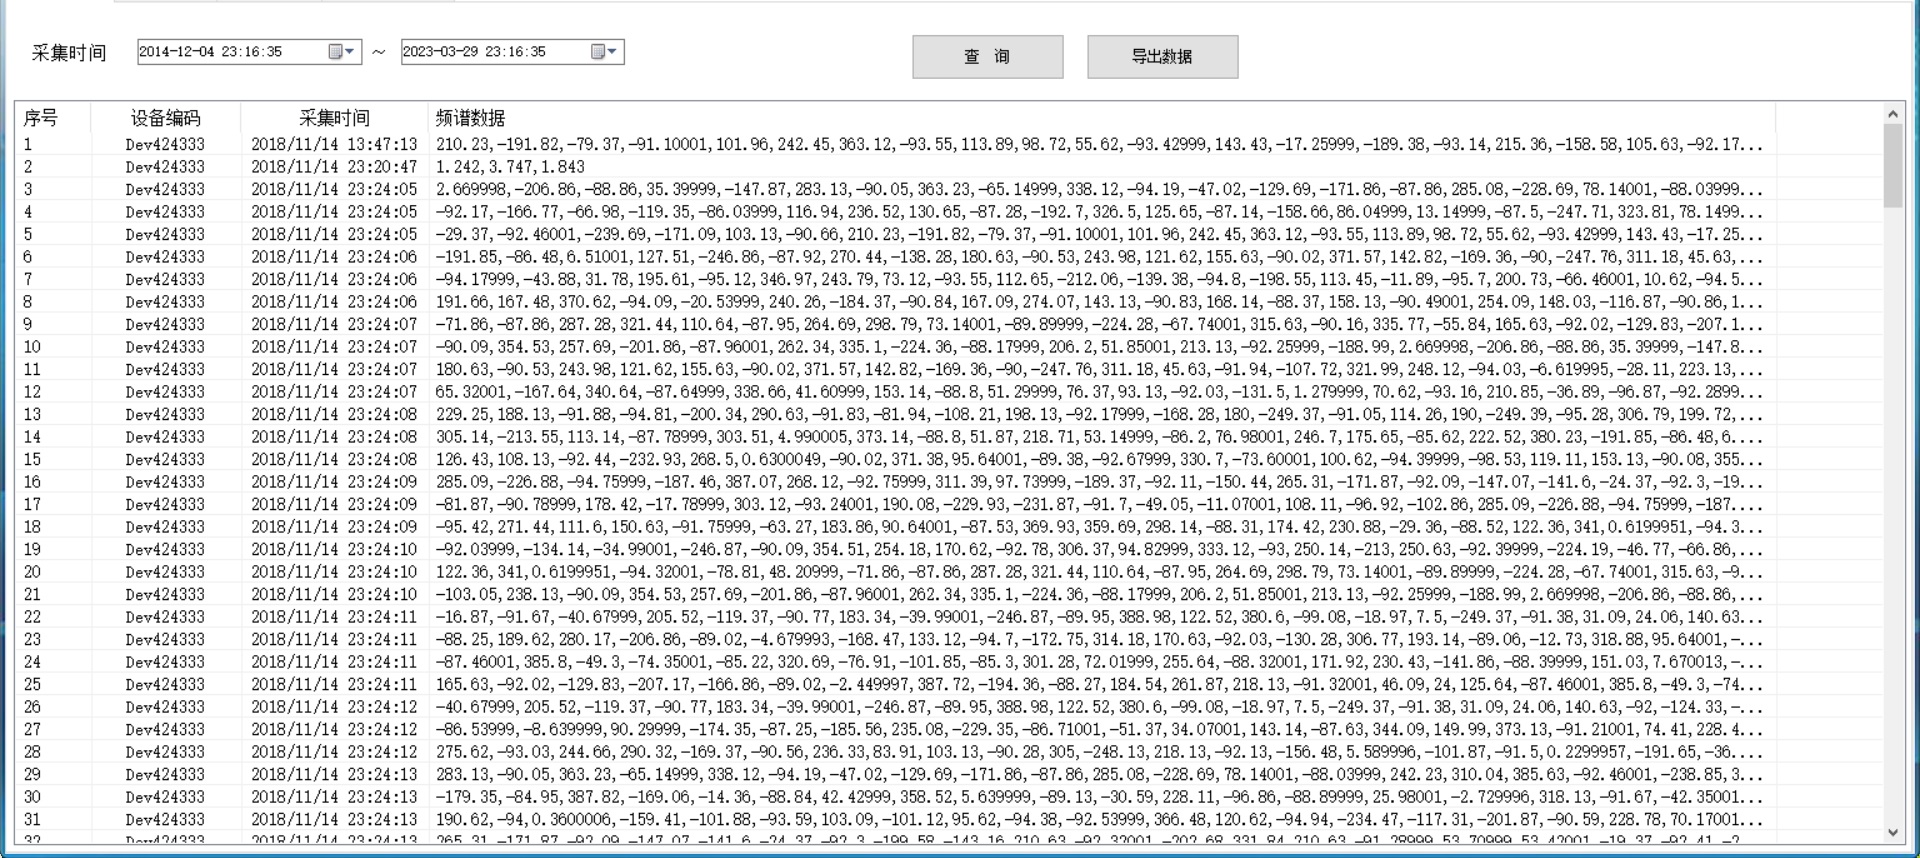 采集时间 2014-12-04 23:16:35 ~ 2023-03-29 23:16:35 查 询 导出数据
序号 设备编码 采集时间 频谱数据
1 Dev424333 2018/11/14 13:47:13 210.23,-191.82,-79.37,-91.10001,101.96,242.45,363.12,-93.55,113.89,98.72,55.62,-93.42999,143.43,-17.25999,-189.38,-93.14,215.36,-158.58,105.63,-92.17...
2 Dev424333 2018/11/14 23:20:47 1.242,3.747,1.843
3 Dev424333 2018/11/14 23:24:05 2.669998,-206.86,-88.86,35.39999,-147.87,283.13,-90.05,363.23,-65.14999,338.12,-94.19,-47.02,-129.69,-171.86,-87.86,285.08,-228.69,78.14001,-88.03999...
4 Dev424333 2018/11/14 23:24:05 -92.17,-166.77,-66.98,-119.35,-86.03999,116.94,236.52,130.65,-87.28,-192.7,326.5,125.65,-87.14,-158.66,86.04999,13.14999,-87.5,-247.71,323.81,78.1499...
5 Dev424333 2018/11/14 23:24:05 -29.37,-92.46001,-239.69,-171.09,103.13,-90.66,210.23,-191.82,-79.37,-91.10001,101.96,242.45,363.12,-93.55,113.89,98.72,55.62,-93.42999,143.43,-17.25...
6 Dev424333 2018/11/14 23:24:06 -191.85,-86.48,6.51001,127.51,-246.86,-87.92,270.44,-138.28,180.63,-90.53,243.98,121.62,155.63,-90.02,371.57,142.82,-169.36,-90,-247.76,311.18,45.63,...
7 Dev424333 2018/11/14 23:24:06 -94.17999,-43.88,31.78,195.61,-95.12,346.97,243.79,73.12,-93.55,112.65,-212.06,-139.38,-94.8,-198.55,113.45,-11.89,-95.7,200.73,-66.46001,10.62,-94.5...
8 Dev424333 2018/11/14 23:24:06 191.66,167.48,370.62,-94.09,-20.53999,240.26,-184.37,-90.84,167.09,274.07,143.13,-90.83,168.14,-88.37,158.13,-90.49001,254.09,148.03,-116.87,-90.86,1...
9 Dev424333 2018/11/14 23:24:07 -71.86,-87.86,287.28,321.44,110.64,-87.95,264.69,298.79,73.14001,-89.89999,-224.28,-67.74001,315.63,-90.16,335.77,-55.84,165.63,-92.02,-129.83,-207.1...
10 Dev424333 2018/11/14 23:24:07 -90.09,354.53,257.69,-201.86,-87.96001,262.34,335.1,-224.36,-88.17999,206.2,51.85001,213.13,-92.25999,-188.99,2.669998,-206.86,-88.86,35.39999,-147.8...
11 Dev424333 2018/11/14 23:24:07 180.63,-90.53,243.98,121.62,155.63,-90.02,371.57,142.82,-169.36,-90,-247.76,311.18,45.63,-91.94,-107.72,321.99,248.12,-94.03,-6.619995,-28.11,223.13,...
12 Dev424333 2018/11/14 23:24:07 65.32001,-167.64,340.64,-87.64999,338.66,41.60999,153.14,-88.8,51.29999,76.37,93.13,-92.03,-131.5,1.279999,70.62,-93.16,210.85,-36.89,-96.87,-92.2899...
13 Dev424333 2018/11/14 23:24:08 229.25,188.13,-91.88,-94.81,-200.34,290.63,-91.83,-81.94,-108.21,198.13,-92.17999,-168.28,180,-249.37,-91.05,114.26,190,-249.39,-95.28,306.79,199.72,...
14 Dev424333 2018/11/14 23:24:08 305.14,-213.55,113.14,-87.78999,303.51,4.990005,373.14,-88.8,51.87,218.71,53.14999,-86.2,76.98001,246.7,175.65,-85.62,222.52,380.23,-191.85,-86.48,6....
15 Dev424333 2018/11/14 23:24:08 126.43,108.13,-92.44,-232.93,268.5,0.6300049,-90.02,371.38,95.64001,-89.38,-92.67999,330.7,-73.60001,100.62,-94.39999,-98.53,119.11,153.13,-90.08,355...
16 Dev424333 2018/11/14 23:24:09 285.09,-226.88,-94.75999,-187.46,387.07,268.12,-92.75999,311.39,97.73999,-189.37,-92.11,-150.44,265.31,-171.87,-92.09,-147.07,-141.6,-24.37,-92.3,-19...
17 Dev424333 2018/11/14 23:24:09 -81.87,-90.78999,178.42,-17.78999,303.12,-93.24001,190.08,-229.93,-231.87,-91.7,-49.05,-11.07001,108.11,-96.92,-102.86,285.09,-226.88,-94.75999,-187....
18 Dev424333 2018/11/14 23:24:09 -95.42,271.44,111.6,150.63,-91.75999,-63.27,183.86,90.64001,-87.53,369.93,359.69,298.14,-88.31,174.42,230.88,-29.36,-88.52,122.36,341,0.6199951,-94.3...
19 Dev424333 2018/11/14 23:24:10 -92.03999,-134.14,-34.99001,-246.87,-90.09,354.51,254.18,170.62,-92.78,306.37,94.82999,333.12,-93,250.14,-213,250.63,-92.39999,-224.19,-46.77,-66.86,...
20 Dev424333 2018/11/14 23:24:10 122.36,341,0.6199951,-94.32001,-78.81,48.20999,-71.86,-87.86,287.28,321.44,110.64,-87.95,264.69,298.79,73.14001,-89.89999,-224.28,-67.74001,315.63,-9...
21 Dev424333 2018/11/14 23:24:10 -103.05,238.13,-90.09,354.53,257.69,-201.86,-87.96001,262.34,335.1,-224.36,-88.17999,206.2,51.85001,213.13,-92.25999,-188.99,2.669998,-206.86,-88.86,...
22 Dev424333 2018/11/14 23:24:11 -16.87,-91.67,-40.67999,205.52,-119.37,-90.77,183.34,-39.99001,-246.87,-89.95,388.98,122.52,380.6,-99.08,-18.97,7.5,-249.37,-91.38,31.09,24.06,140.63...
23 Dev424333 2018/11/14 23:24:11 -88.25,189.62,280.17,-206.86,-89.02,-4.679993,-168.47,133.12,-94.7,-172.75,314.18,170.63,-92.03,-130.28,306.77,193.14,-89.06,-12.73,318.88,95.64001,-...
24 Dev424333 2018/11/14 23:24:11 -87.46001,385.8,-49.3,-74.35001,-85.22,320.69,-76.91,-101.85,-85.3,301.28,72.01999,255.64,-88.32001,171.92,230.43,-141.86,-88.39999,151.03,7.670013,-...
25 Dev424333 2018/11/14 23:24:11 165.63,-92.02,-129.83,-207.17,-166.86,-89.02,-2.449997,387.72,-194.36,-88.27,184.54,261.87,218.13,-91.32001,46.09,24,125.64,-87.46001,385.8,-49.3,-74...
26 Dev424333 2018/11/14 23:24:12 -40.67999,205.52,-119.37,-90.77,183.34,-39.99001,-246.87,-89.95,388.98,122.52,380.6,-99.08,-18.97,7.5,-249.37,-91.38,31.09,24.06,140.63,-92,-124.33,-...
27 Dev424333 2018/11/14 23:24:12 -86.53999,-8.639999,90.29999,-174.35,-87.25,-185.56,235.08,-229.35,-86.71001,-51.37,34.07001,143.14,-87.63,344.09,149.99,373.13,-91.21001,74.41,228.4...
28 Dev424333 2018/11/14 23:24:12 275.62,-93.03,244.66,290.32,-169.37,-90.56,236.33,83.91,103.13,-90.28,305,-248.13,218.13,-92.13,-156.48,5.589996,-101.87,-91.5,0.2299957,-191.65,-36....
29 Dev424333 2018/11/14 23:24:13 283.13,-90.05,363.23,-65.14999,338.12,-94.19,-47.02,-129.69,-171.86,-87.86,285.08,-228.69,78.14001,-88.03999,242.23,310.04,385.63,-92.46001,-238.85,3...
30 Dev424333 2018/11/14 23:24:13 -179.35,-84.95,387.82,-169.06,-14.36,-88.84,42.42999,358.52,5.639999,-89.13,-30.59,228.11,-96.86,-88.89999,25.98001,-2.729996,318.13,-91.67,-42.35001...
31 Dev424333 2018/11/14 23:24:13 190.62,-94,0.3600006,-159.41,-101.88,-93.59,103.09,-101.12,95.62,-94.38,-92.53999,366.48,120.62,-94.94,-234.47,-117.31,-201.87,-90.59,228.78,70.17001...
32 Dev424333 2018/11/14 23:24:13 265.31,-171.87,-92.09,-147.07,-141.6,-24.37,-92.3,-199.58,-143.16,210.63,-92.32001,-202.68,331.84,210.63,-91.28999,53.70999,53.42001,-19.37,-92.41,-2...